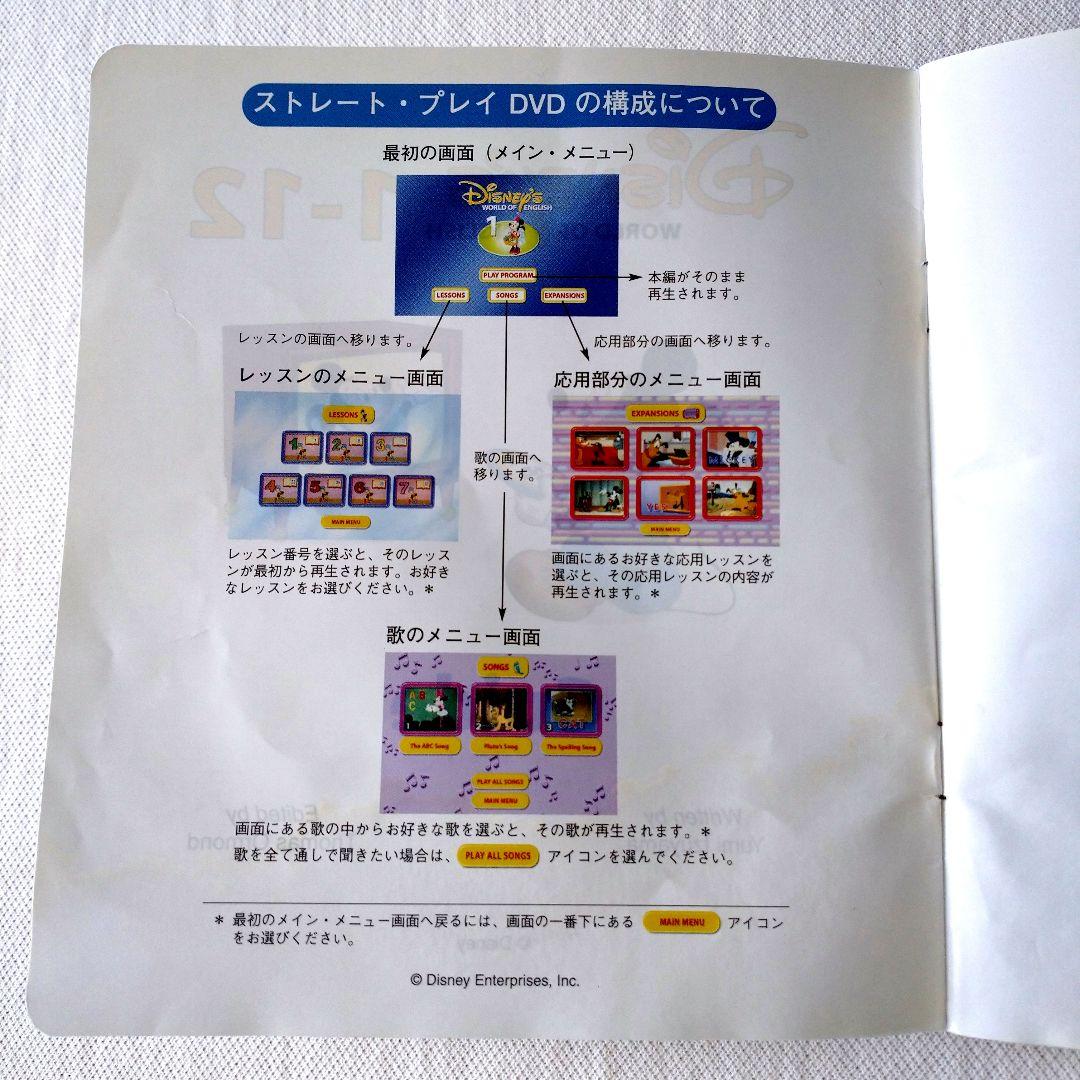 ストレート・プレイ DVD の構成について
最初の画面（メイン・メニュー）
DISNEY'S
WORLD OF ENGLISH
1
PLAY PROGRAM
LESSONS
SONGS
EXPANSIONS
本編がそのまま
再生されます。
レッスンの画面へ移ります。
応用部分の画面へ移ります。
歌の画面へ
移ります。
レッスンのメニュー画面
LESSONS
1 2 3
4 5 6 7
MAIN MENU
レッスン番号を選ぶと、そのレッス
ンが最初から再生されます。お好き
なレッスンをお選びください。＊
応用部分のメニュー画面
EXPANSIONS
MICKEY
YES
MAIN MENU
画面にあるお好きな応用レッスンを
選ぶと、その応用レッスンの内容が
再生されます。＊
歌のメニュー画面
SONGS
A B
C
1 2 3
The ABC Song
Pluto's Song
The Spelling Song
PLAY ALL SONGS
MAIN MENU
画面にある歌の中からお好きな歌を選ぶと、その歌が再生されます。＊
歌を全て通しで聞きたい場合は、 PLAY ALL SONGS アイコンを選んでください。
＊ 最初のメイン・メニュー画面へ戻るには、画面の一番下にある MAIN MENU アイコン
をお選びください。
© Disney Enterprises, Inc.